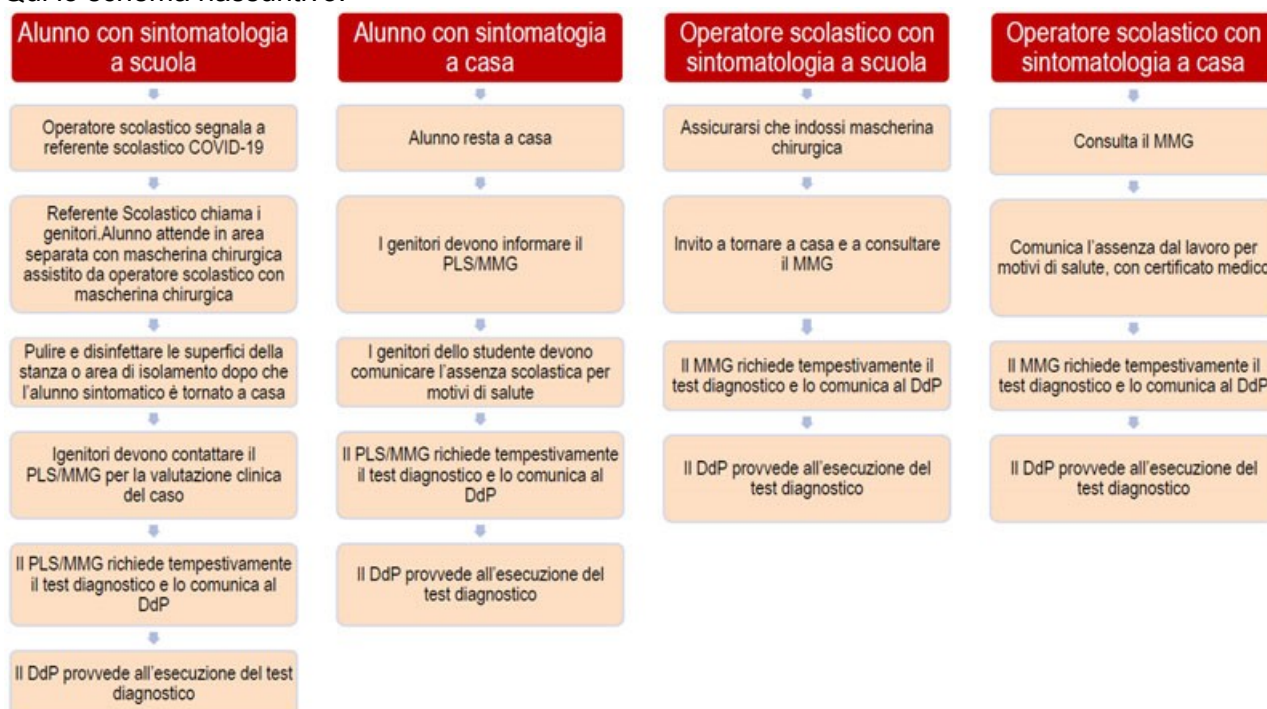 Qui lo schema riassuntivo:
Alunno con sintomatologia
a scuola
Operatore scolastico segnala a
referente scolastico COVID-19
Referente Scolastico chiama i
genitori.Alunno attende in area
separata con mascherina chirurgica
assistito da operatore scolastico con
mascherina chirurgica
Pulire e disinfettare le superfici della
stanza o area di isolamento dopo che
l'alunno sintomatico è tornato a casa
Igenitori devono contattare il
PLS/MMG per la valutazione clinica
del caso
Il PLS/MMG richiede tempestivamente
il test diagnostico e lo comunica al
DdP
Il DdP provvede all'esecuzione del test
diagnostico
Alunno con sintomatogia
a casa
Alunno resta a casa
I genitori devono informare il
PLS/MMG
I genitori dello studente devono
comunicare l'assenza scolastica per
motivi di salute
Il PLS/MMG richiede tempestivamente
il test diagnostico e lo comunica al
DdP
Il DdP provvede all'esecuzione del
test diagnostico
Operatore scolastico con
sintomatologia a scuola
Assicurarsi che indossi mascherina
chirurgica
Invito a tornare a casa e a consultare
il MMG
Il MMG richiede tempestivamente il
test diagnostico e lo comunica al DdP
Il DdP provvede all'esecuzione del
test diagnostico
Operatore scolastico con
sintomatologia a casa
Consulta il MMG
Comunica l'assenza dal lavoro per
motivi di salute, con certificato medico
Il MMG richiede tempestivamente il
test diagnostico e lo comunica al DdP
Il DdP provvede all'esecuzione del
test diagnostico